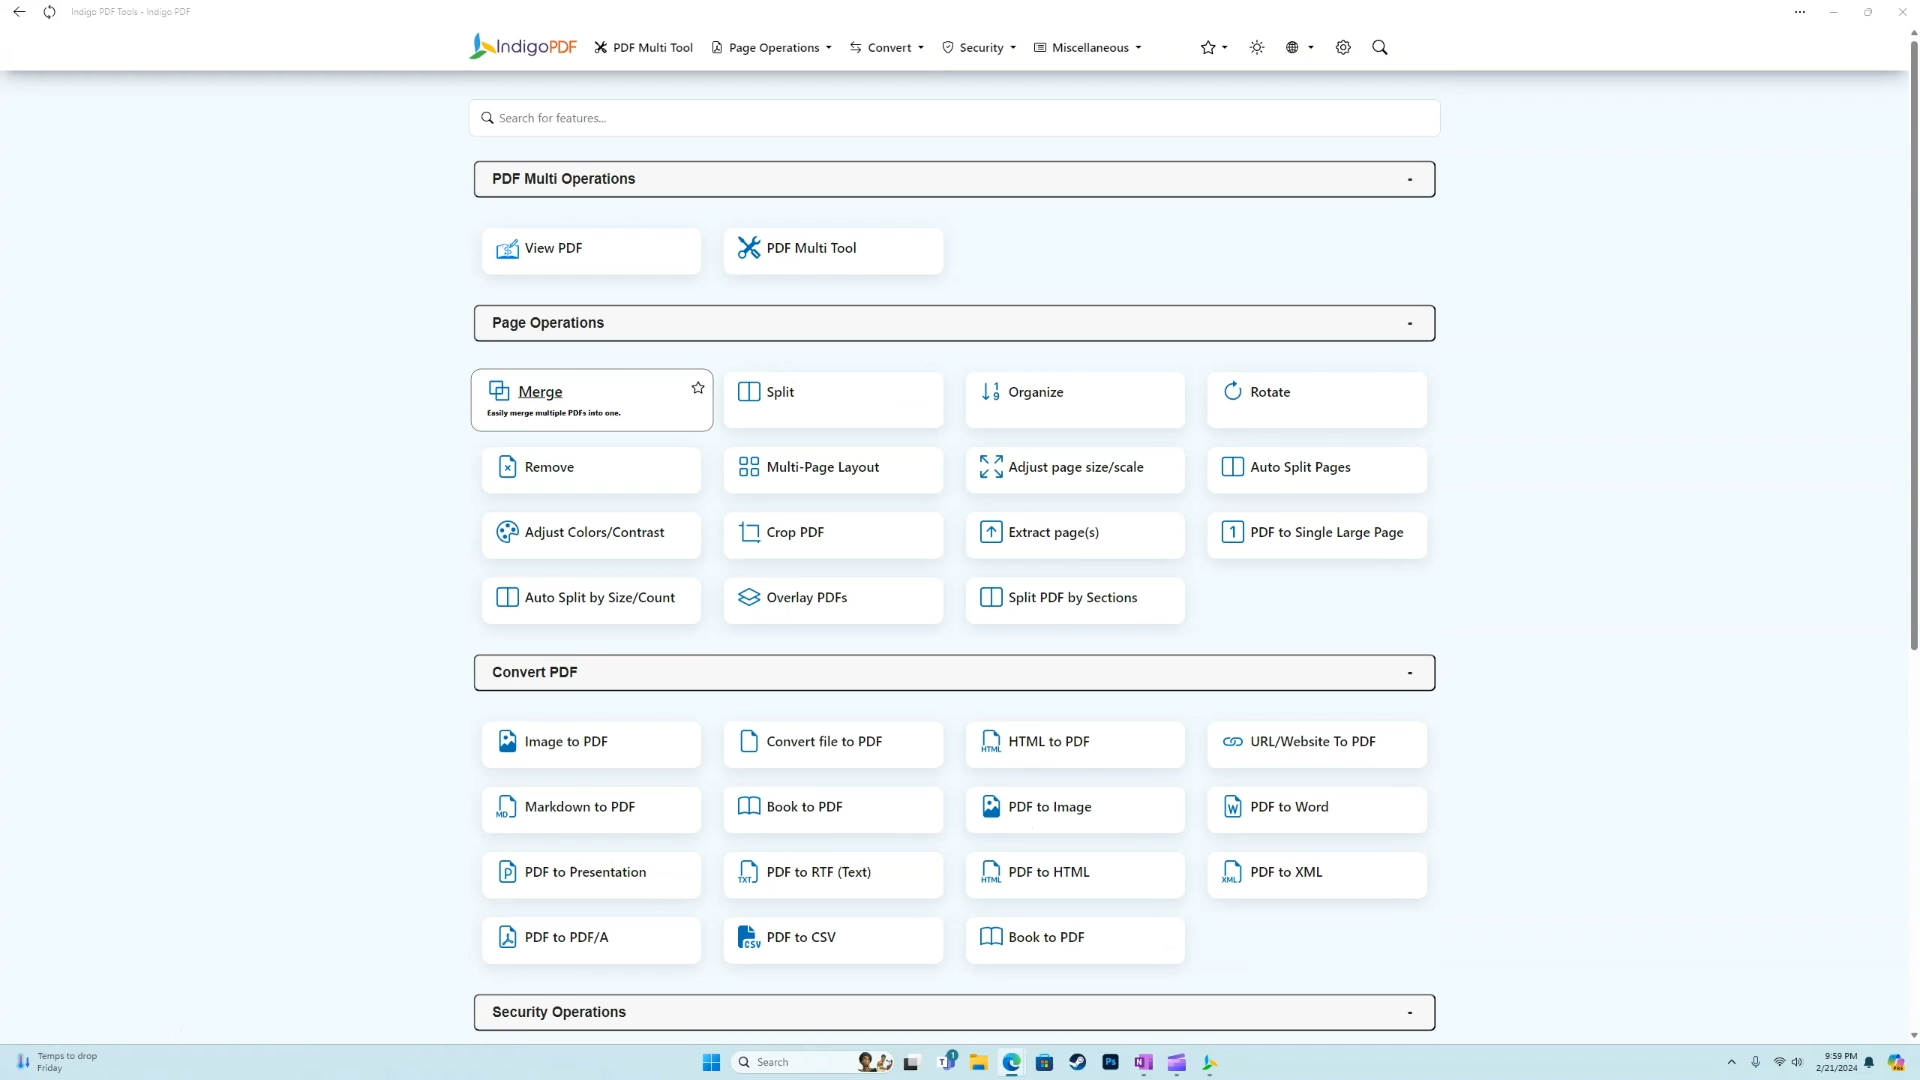 Indigo PDF Tools - Indigo PDF
IndigoPDF PDF Multi Tool Page Operations Convert Security Miscellaneous
Search for features...
PDF Multi Operations -
View PDF PDF Multi Tool
Page Operations -
Merge Split Organize Rotate
Easily merge multiple PDFs into one.
Remove Multi-Page Layout Adjust page size/scale Auto Split Pages
Adjust Colors/Contrast Crop PDF Extract page(s) PDF to Single Large Page
Auto Split by Size/Count Overlay PDFs Split PDF by Sections
Convert PDF -
Image to PDF Convert file to PDF HTML to PDF URL/Website To PDF
Markdown to PDF Book to PDF PDF to Image PDF to Word
PDF to Presentation PDF to RTF (Text) PDF to HTML PDF to XML
PDF to PDF/A PDF to CSV Book to PDF
Security Operations -
Temps to drop
Friday
Search
9:59 PM
2/21/2024